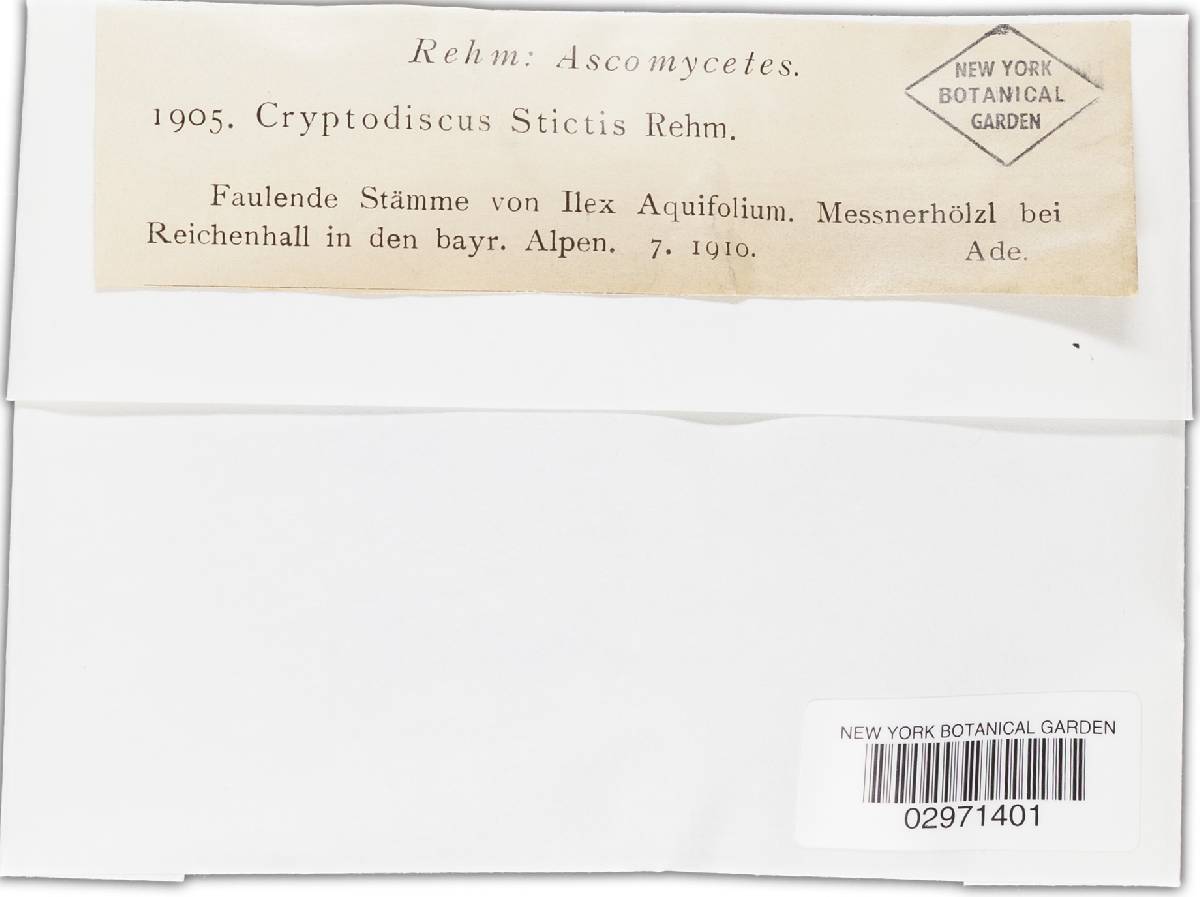 Rehm: Ascomycetes.
NEW YORK
BOTANICAL
GARDEN
1905. Cryptodiscus Stictis Rehm.
Faulende Stämme von Ilex Aquifolium. Messnerhölzl bei
Reichenhall in den bayr. Alpen. 7. 1910. Ade.
NEW YORK BOTANICAL GARDEN
02971401